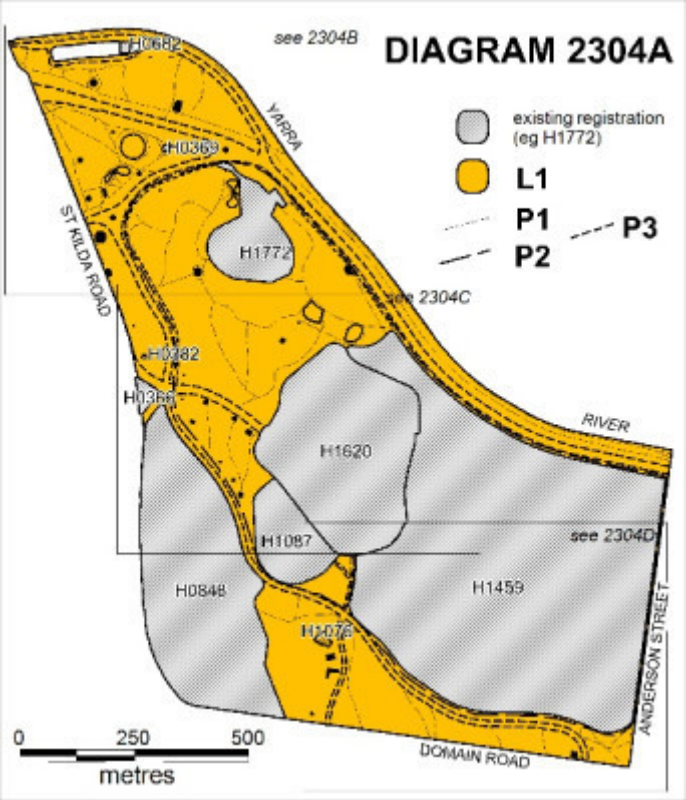 see 2304B
DIAGRAM 2304A
H0682
existing registration
(eg H1772)
YARRA
H0369
L1
P1
P3
P2
ST KILDA ROAD
H1772
see 2304C
H0382
H0366
RIVER
H1620
see 2304D
H1087
H0848
H1459
H1076
ANDERSON STREET
0 250 500
metres
DOMAIN ROAD